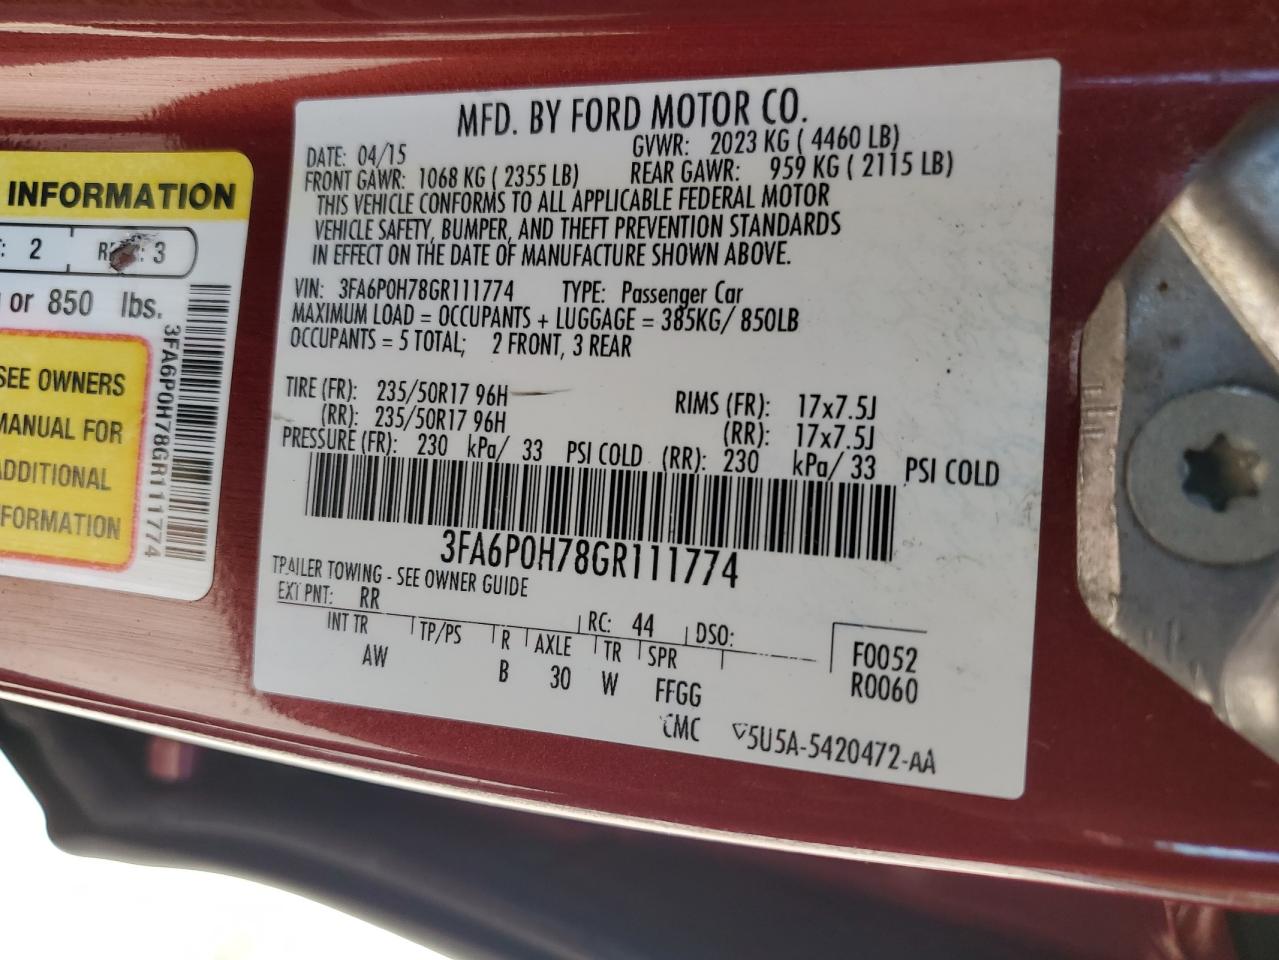 MFD. BY FORD MOTOR CO.
DATE: 04/15 GVWR: 2023 KG ( 4460 LB)
FRONT GAWR: 1068 KG ( 2355 LB) REAR GAWR: 959 KG ( 2115 LB)
THIS VEHICLE CONFORMS TO ALL APPLICABLE FEDERAL MOTOR
VEHICLE SAFETY, BUMPER, AND THEFT PREVENTION STANDARDS
IN EFFECT ON THE DATE OF MANUFACTURE SHOWN ABOVE.
VIN: 3FA6P0H78GR111774 TYPE: Passenger Car
MAXIMUM LOAD = OCCUPANTS + LUGGAGE = 385KG/ 850LB
OCCUPANTS = 5 TOTAL; 2 FRONT, 3 REAR
TIRE (FR): 235/50R17 96H RIMS (FR): 17x7.5J
(RR): 235/50R17 96H (RR): 17x7.5J
PRESSURE (FR): 230 kPa/ 33 PSI COLD (RR): 230 kPa/ 33 PSI COLD
3FA6P0H78GR111774
TRAILER TOWING - SEE OWNER GUIDE
EXT PNT: RR RC: 44 DSO:
INT TR TP/PS R AXLE TR SPR F0052
AW B 30 W FFGG R0060
CMC 5U5A-5420472-AA
INFORMATION
: 2 3
or 850 lbs.
SEE OWNERS
MANUAL FOR
ADDITIONAL
FORMATION
3FA6P0H78GR111774